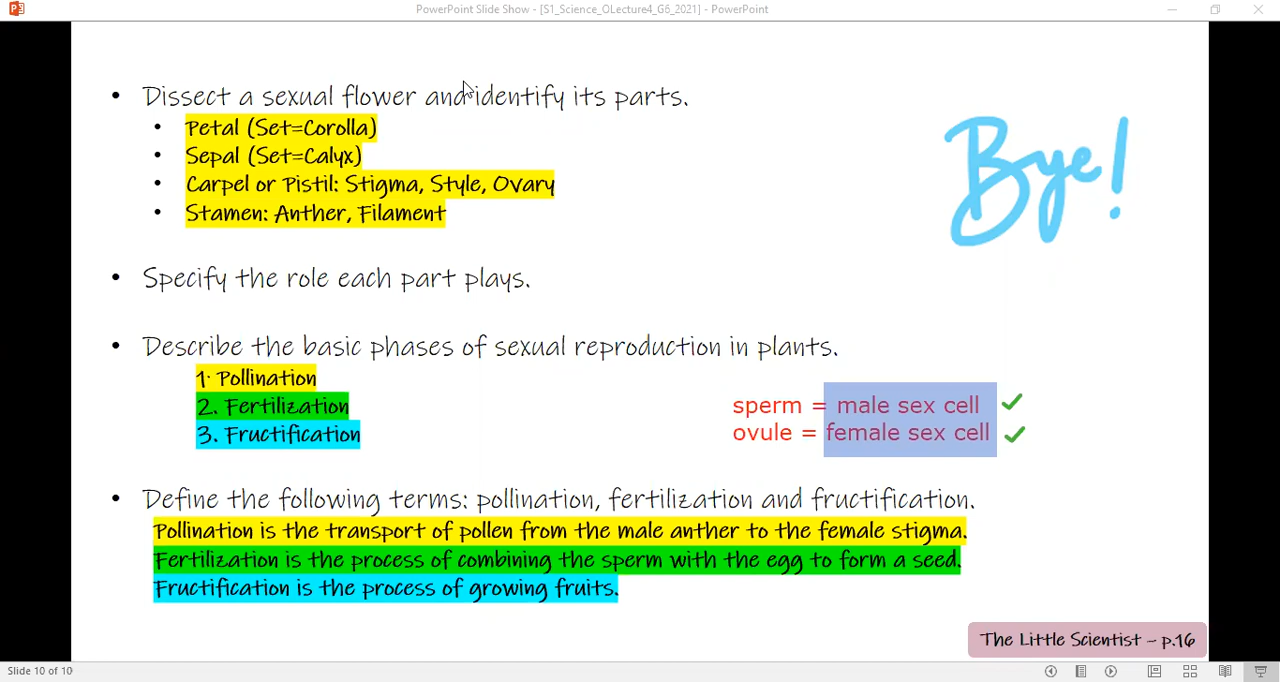 PowerPoint Slide Show - [S1_Science_OLecture4_G6_2021] - PowerPoint
• Dissect a sexual flower and identify its parts.
• Petal (Set=Corolla)
• Sepal (Set=Calyx)
• Carpel or Pistil: Stigma, Style, Ovary
• Stamen: Anther, Filament
Bye!
• Specify the role each part plays.
• Describe the basic phases of sexual reproduction in plants.
1. Pollination
2. Fertilization
3. Fructification
sperm = male sex cell ✓
ovule = female sex cell ✓
• Define the following terms: pollination, fertilization and fructification.
Pollination is the transport of pollen from the male anther to the female stigma.
Fertilization is the process of combining the sperm with the egg to form a seed.
Fructification is the process of growing fruits.
The Little Scientist – p.16
Slide 10 of 10